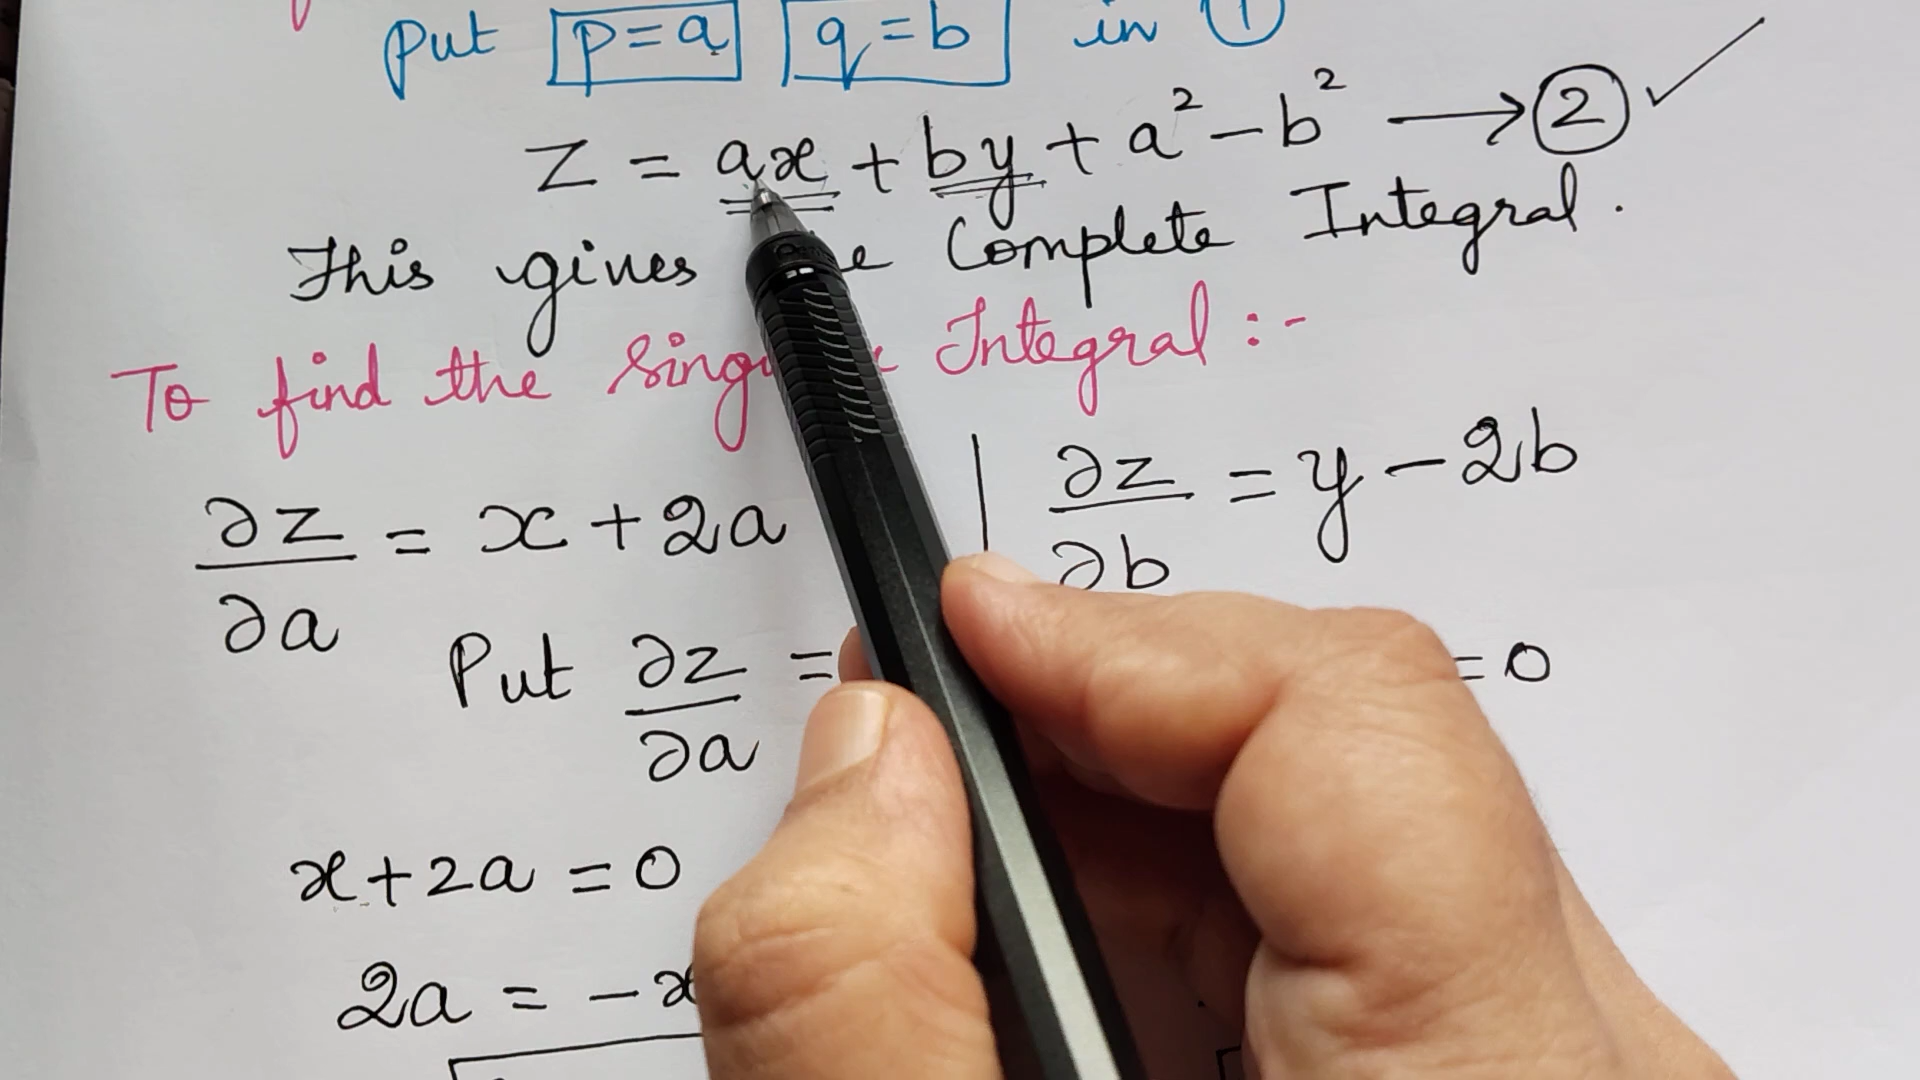 Put p=a q=b in ①
Z = ax + by + a² - b² → ②
This gives Complete Integral.
To find the Integral :-
∂z/∂a = x + 2a | ∂z/∂b = y - 2b
Put ∂z/∂a = = 0
x + 2a = 0
2a = - x